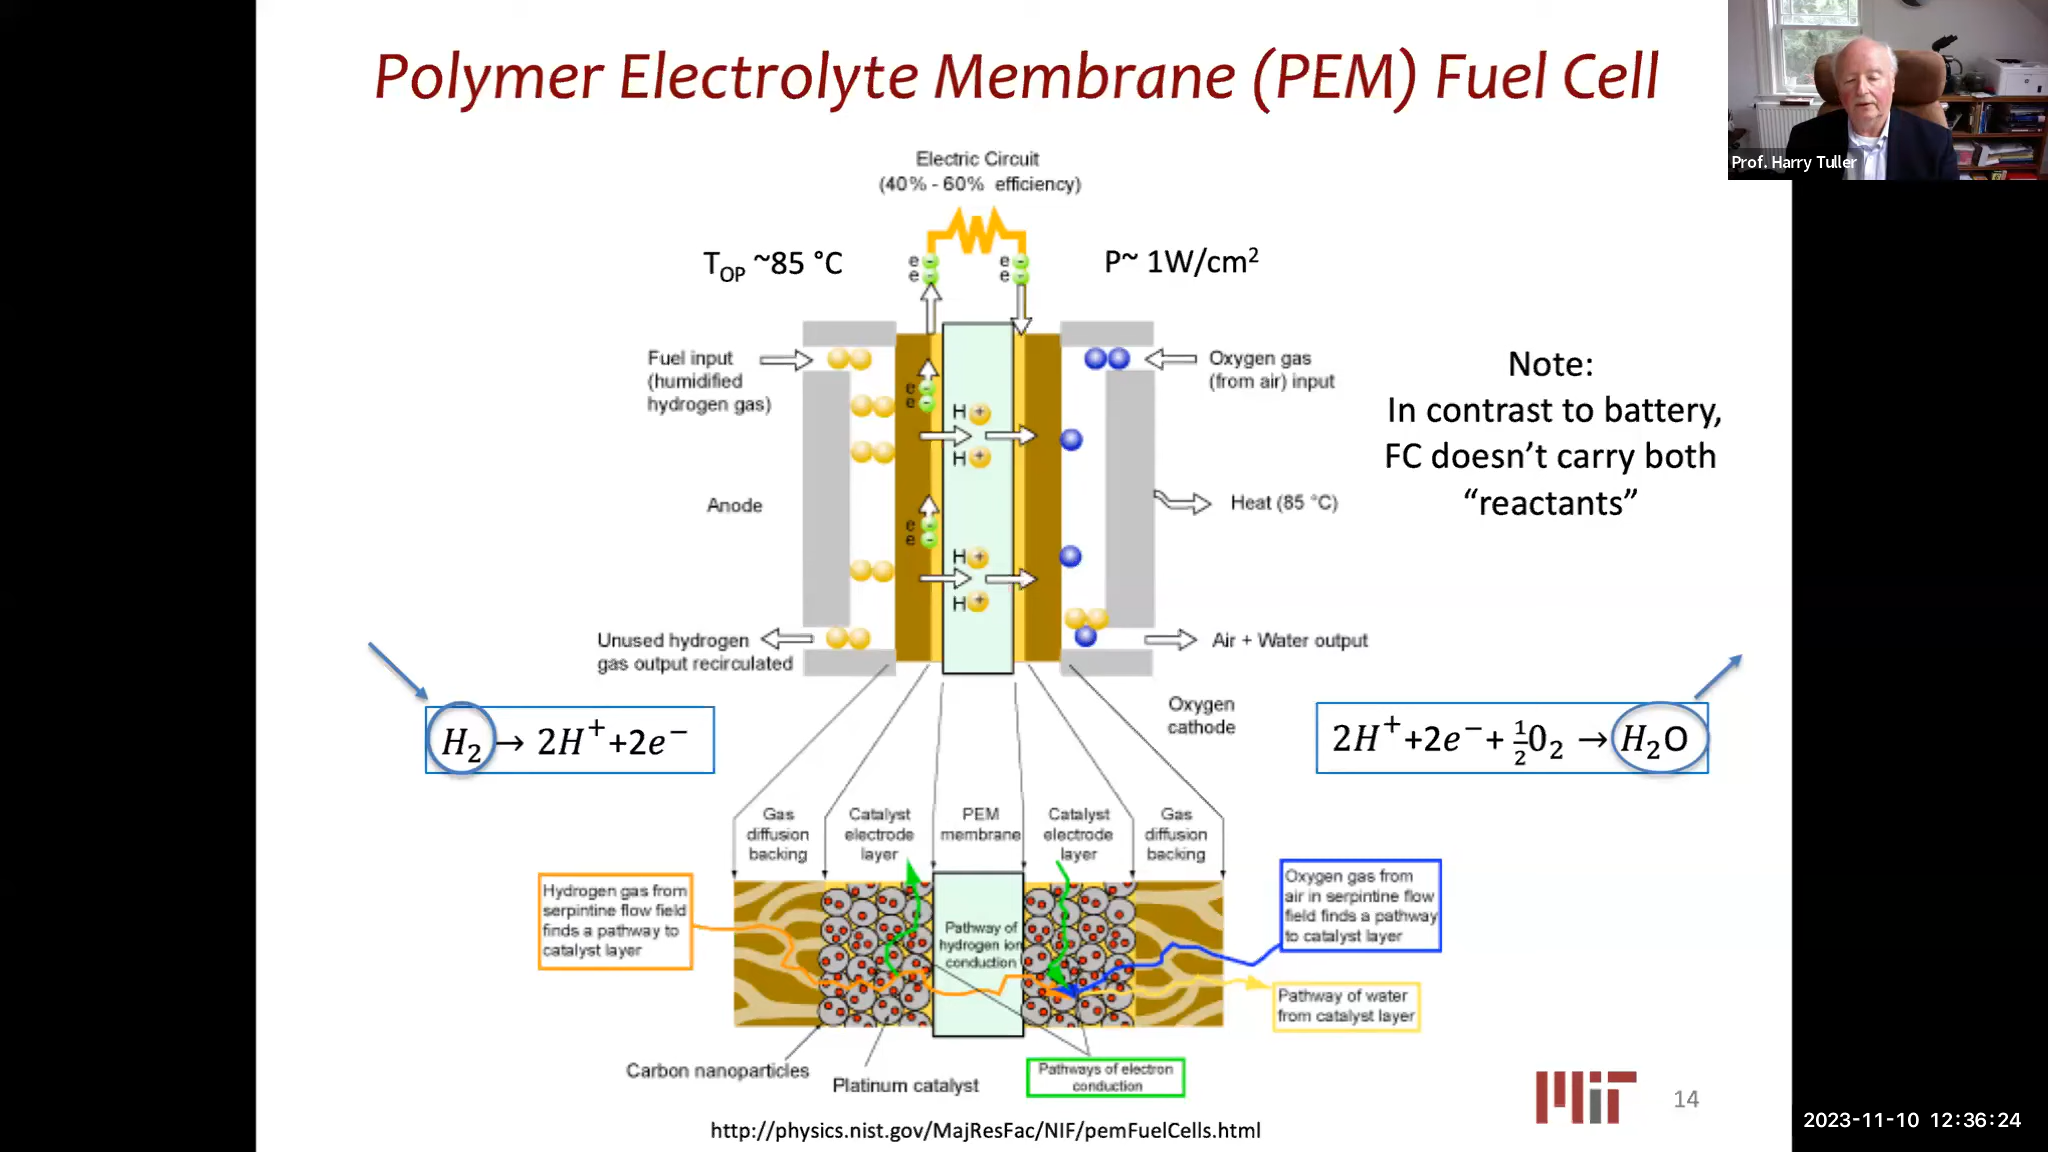 Polymer Electrolyte Membrane (PEM) Fuel Cell
Prof. Harry Tuller
Electric Circuit
(40% - 60% efficiency)
T_OP ~85 °C
P~ 1W/cm²
e -
e -
e -
e -
Fuel input
(humidified
hydrogen gas)
Oxygen gas
(from air) input
Note:
In contrast to battery,
FC doesn't carry both
“reactants”
e -
e -
H +
H +
Anode
Heat (85 °C)
e -
e -
H +
H +
Unused hydrogen
gas output recirculated
Air + Water output
Oxygen
cathode
H₂ → 2H⁺+2e⁻
2H⁺+2e⁻+ ½O₂ → H₂O
Gas
diffusion
backing
Catalyst
electrode
layer
PEM
membrane
Catalyst
electrode
layer
Gas
diffusion
backing
Hydrogen gas from
serpintine flow field
finds a pathway to
catalyst layer
Pathway of
hydrogen ion
conduction
Oxygen gas from
air in serpintine flow
field finds a pathway
to catalyst layer
Pathway of water
from catalyst layer
Carbon nanoparticles
Platinum catalyst
Pathways of electron
conduction
http://physics.nist.gov/MajResFac/NIF/pemFuelCells.html
MIT
14
2023-11-10 12:36:24